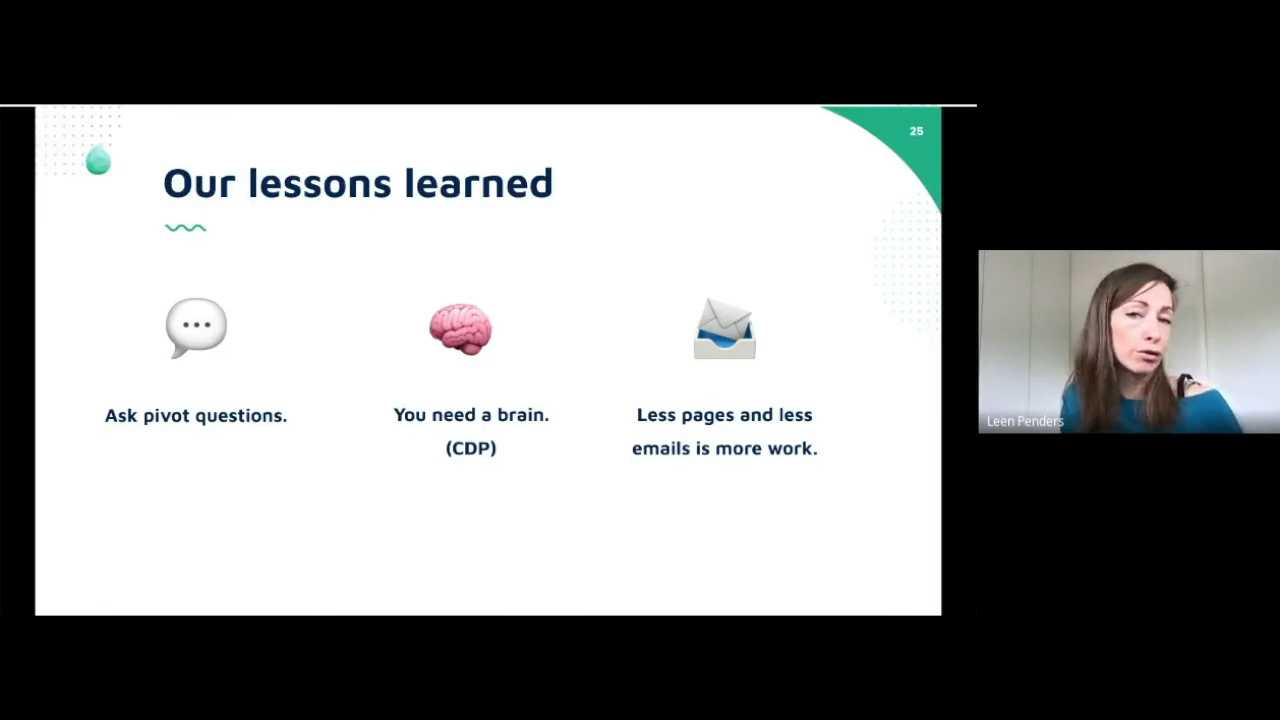 25
Our lessons learned
Ask pivot questions.
You need a brain.
(CDP)
Less pages and less
emails is more work.
Leen Penders